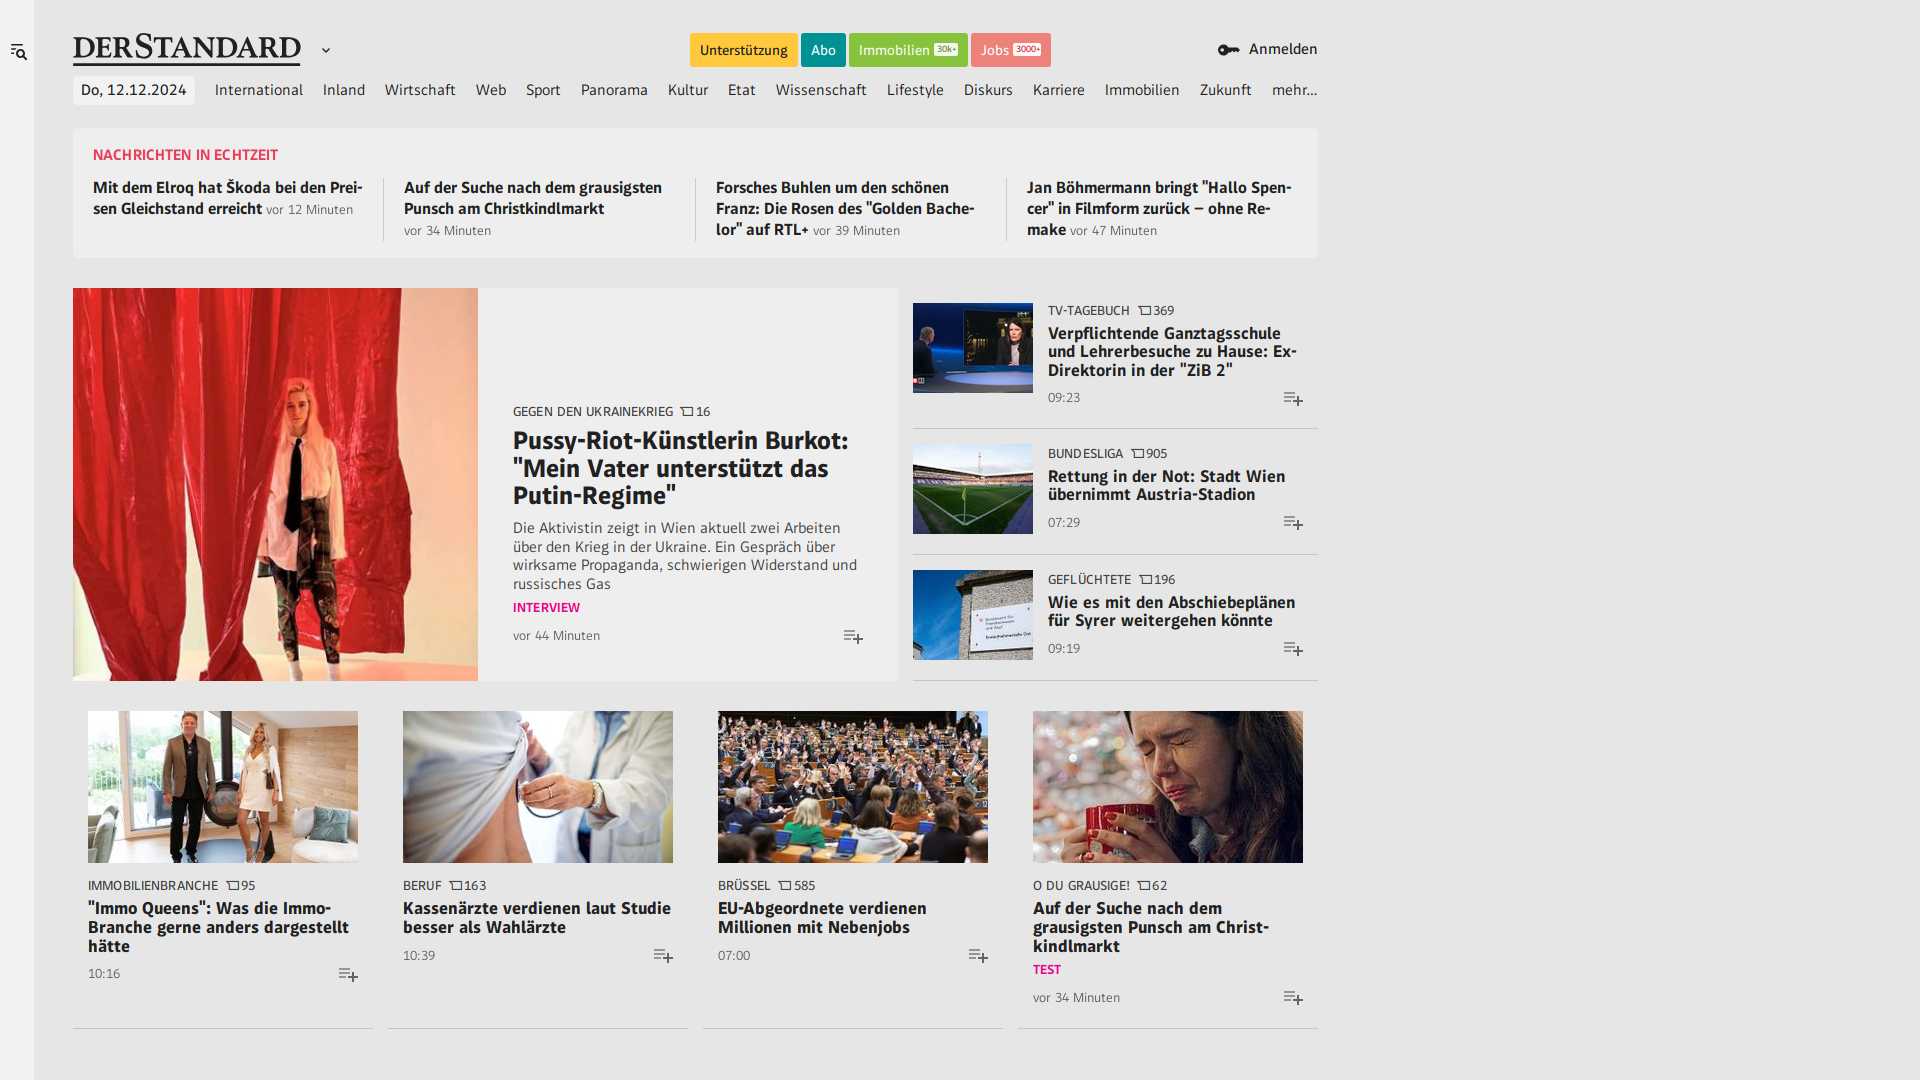 DERSTANDARD
Unterstützung
Abo
Immobilien 30k+
Jobs 3000+
Anmelden
Do, 12.12.2024
International
Inland
Wirtschaft
Web
Sport
Panorama
Kultur
Etat
Wissenschaft
Lifestyle
Diskurs
Karriere
Immobilien
Zukunft
mehr...
NACHRICHTEN IN ECHTZEIT
Mit dem Elroq hat Škoda bei den Prei-
sen Gleichstand erreicht vor 12 Minuten
Auf der Suche nach dem grausigsten
Punsch am Christkindlmarkt
vor 34 Minuten
Forsches Buhlen um den schönen
Franz: Die Rosen des "Golden Bache-
lor" auf RTL+ vor 39 Minuten
Jan Böhmermann bringt "Hallo Spen-
cer" in Filmform zurück – ohne Re-
make vor 47 Minuten
GEGEN DEN UKRAINEKRIEG 16
Pussy-Riot-Künstlerin Burkot:
"Mein Vater unterstützt das
Putin-Regime"
Die Aktivistin zeigt in Wien aktuell zwei Arbeiten
über den Krieg in der Ukraine. Ein Gespräch über
wirksame Propaganda, schwierigen Widerstand und
russisches Gas
INTERVIEW
vor 44 Minuten
TV-TAGEBUCH 369
Verpflichtende Ganztagsschule
und Lehrerbesuche zu Hause: Ex-
Direktorin in der "ZiB 2"
09:23
BUNDESLIGA 905
Rettung in der Not: Stadt Wien
übernimmt Austria-Stadion
07:29
GEFLÜCHTETE 196
Wie es mit den Abschiebeplänen
für Syrer weitergehen könnte
09:19
IMMOBILIENBRANCHE 95
"Immo Queens": Was die Immo-
Branche gerne anders dargestellt
hätte
10:16
BERUF 163
Kassenärzte verdienen laut Studie
besser als Wahlärzte
10:39
BRÜSSEL 585
EU-Abgeordnete verdienen
Millionen mit Nebenjobs
07:00
O DU GRAUSIGE! 62
Auf der Suche nach dem
grausigsten Punsch am Christ-
kindlmarkt
TEST
vor 34 Minuten